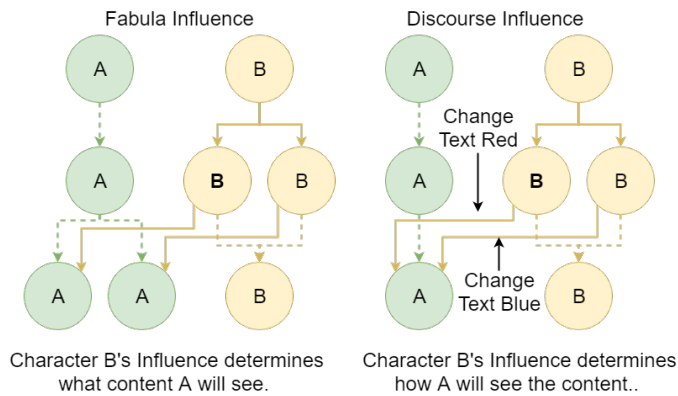 Fabula Influence
A
B
A
B
B
A
A
B
Character B's Influence determines
what content A will see.
Discourse Influence
A
B
Change
Text Red
A
B
B
A
Change
Text Blue
B
Character B's Influence determines
how A will see the content..